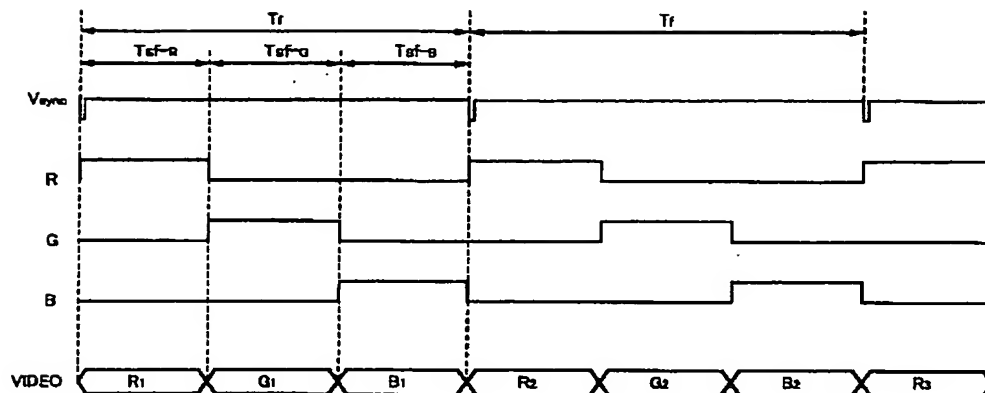 Tf Tf
Tsf-R Tsf-G Tsf-B
Vsync
R
G
B
VIDEO R1 G1 B1 R2 G2 B2 R3